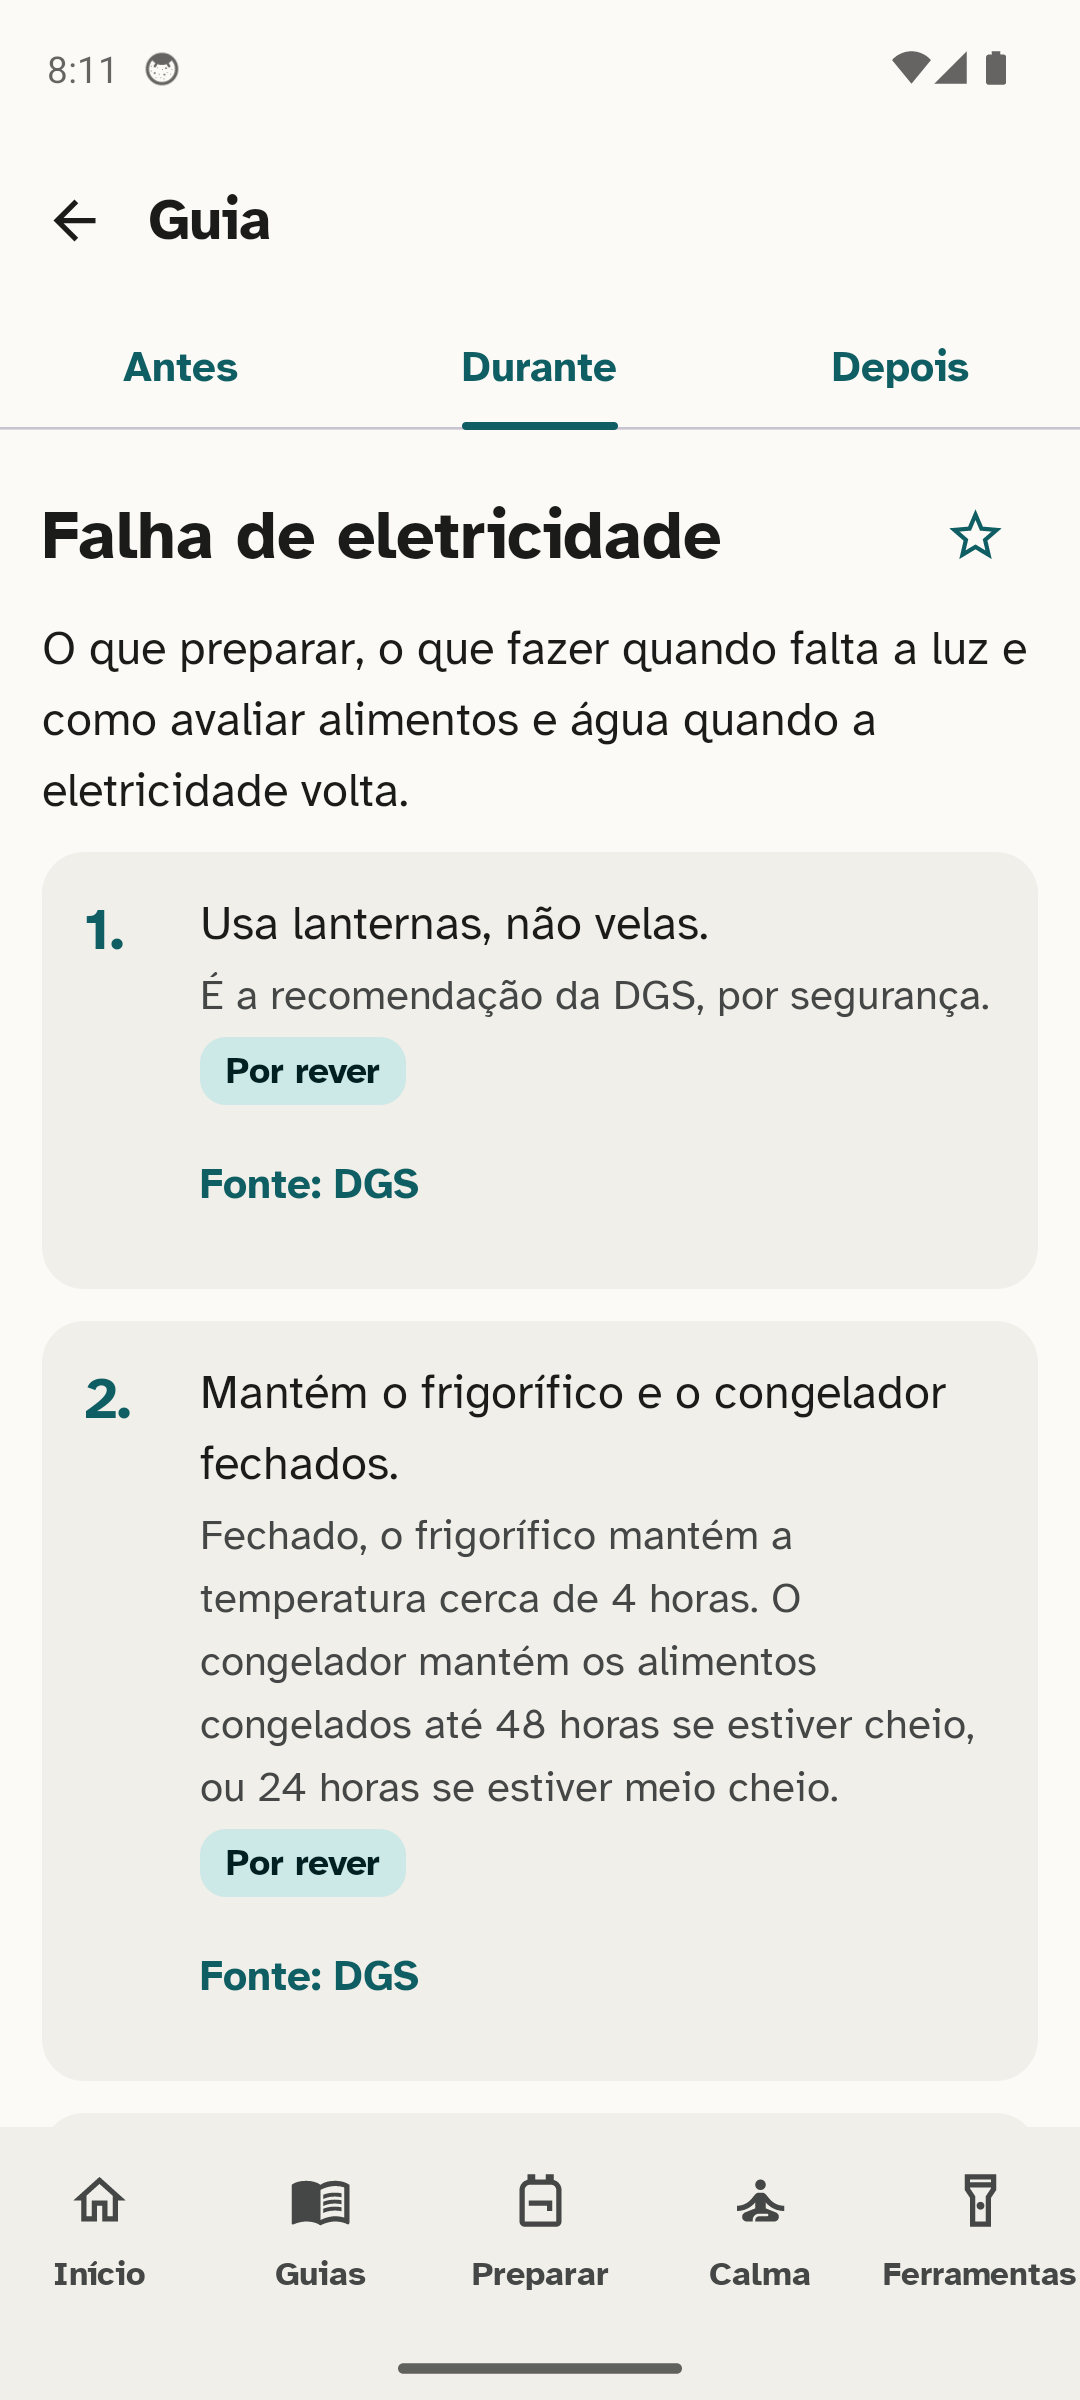 8:11
Guia
Antes
Durante
Depois
Falha de eletricidade
O que preparar, o que fazer quando falta a luz e
como avaliar alimentos e água quando a
eletricidade volta.
1.
Usa lanternas, não velas.
É a recomendação da DGS, por segurança.
Por rever
Fonte: DGS
2.
Mantém o frigorífico e o congelador
fechados.
Fechado, o frigorífico mantém a
temperatura cerca de 4 horas. O
congelador mantém os alimentos
congelados até 48 horas se estiver cheio,
ou 24 horas se estiver meio cheio.
Por rever
Fonte: DGS
Início
Guias
Preparar
Calma
Ferramentas